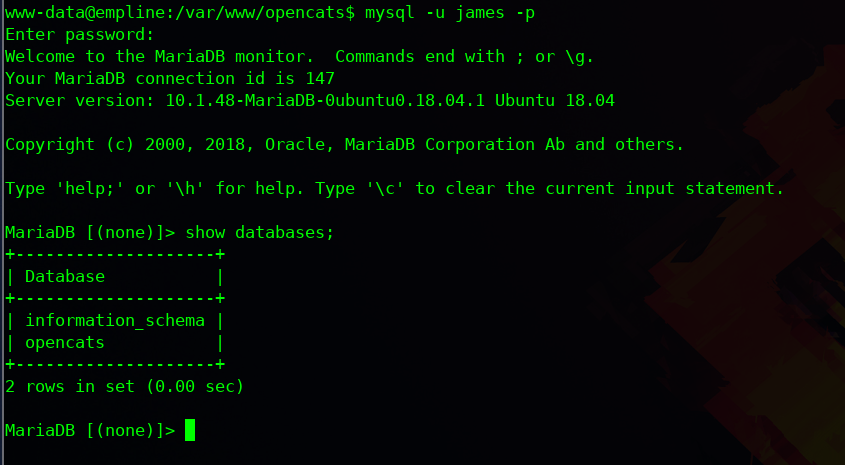 www-data@empline:/var/www/opencats$ mysql -u james -p
Enter password:
Welcome to the MariaDB monitor.  Commands end with ; or \g.
Your MariaDB connection id is 147
Server version: 10.1.48-MariaDB-0ubuntu0.18.04.1 Ubuntu 18.04

Copyright (c) 2000, 2018, Oracle, MariaDB Corporation Ab and others.

Type 'help;' or '\h' for help. Type '\c' to clear the current input statement.

MariaDB [(none)]> show databases;
+--------------------+
| Database           |
+--------------------+
| information_schema |
| opencats           |
+--------------------+
2 rows in set (0.00 sec)

MariaDB [(none)]>